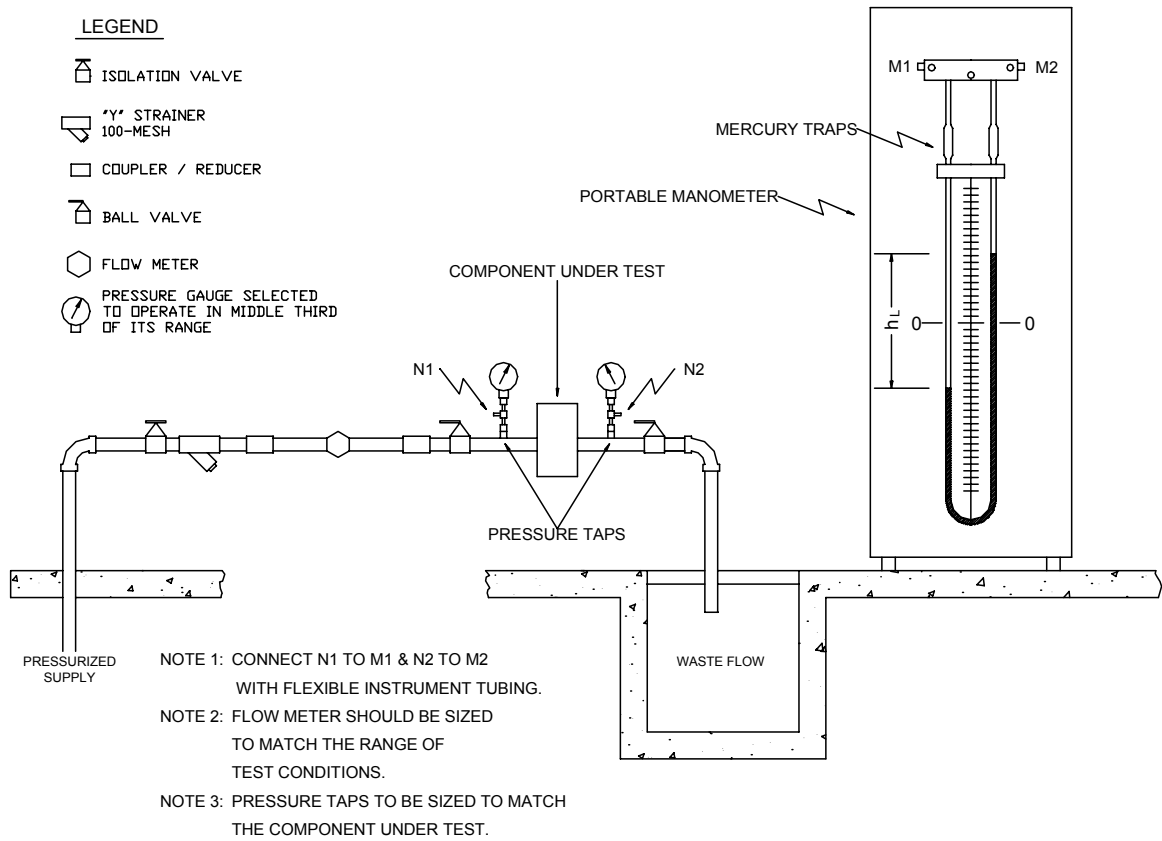 LEGEND
ISOLATION VALVE
"Y" STRAINER
100-MESH
COUPLER / REDUCER
BALL VALVE
FLOW METER
PRESSURE GAUGE SELECTED
TO OPERATE IN MIDDLE THIRD
OF ITS RANGE
M1
M2
MERCURY TRAPS
PORTABLE MANOMETER
hL
0
0
COMPONENT UNDER TEST
N1
N2
PRESSURE TAPS
PRESSURIZED
SUPPLY
WASTE FLOW
NOTE 1: CONNECT N1 TO M1 & N2 TO M2
WITH FLEXIBLE INSTRUMENT TUBING.
NOTE 2: FLOW METER SHOULD BE SIZED
TO MATCH THE RANGE OF
TEST CONDITIONS.
NOTE 3: PRESSURE TAPS TO BE SIZED TO MATCH
THE COMPONENT UNDER TEST.